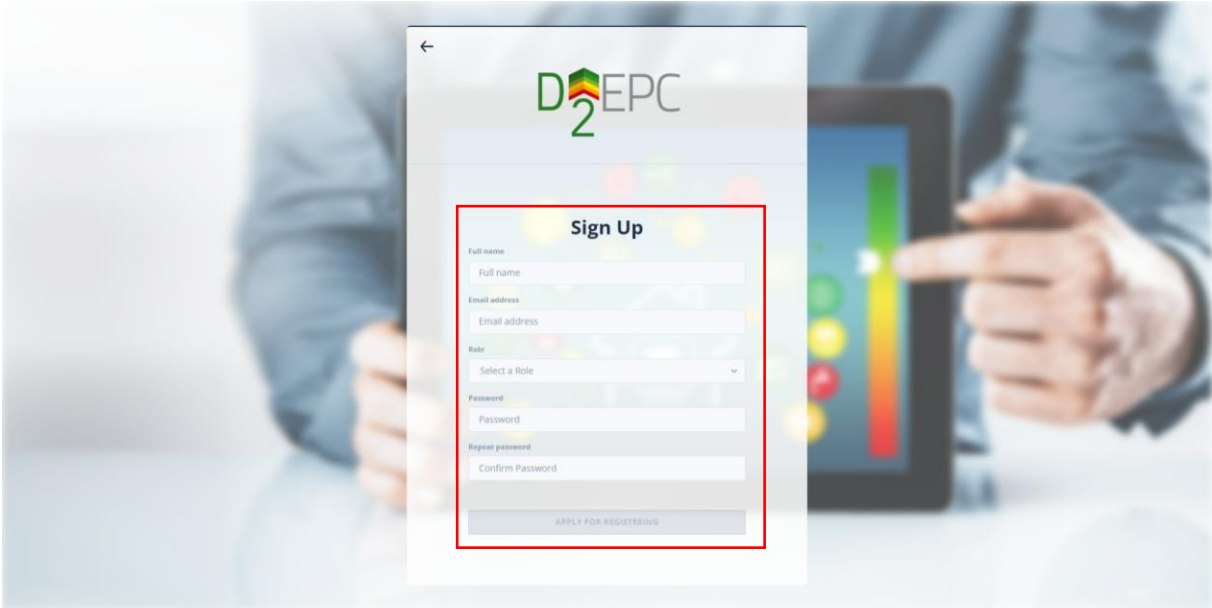 D2EPC
Sign Up
Full name
Full name
Email address
Email address
Role
Select a Role
Password
Password
Repeat password
Confirm Password
APPLY FOR REGISTERING